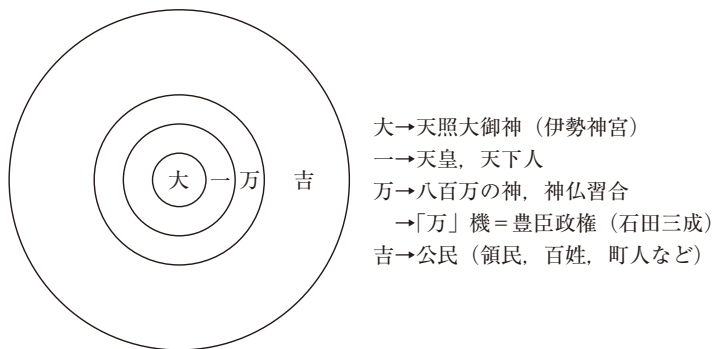 大一万吉
大→天照大御神（伊勢神宮）
一→天皇，天下人
万→八百万の神，神仏習合
→「万」機＝豊臣政権（石田三成）
吉→公民（領民，百姓，町人など）